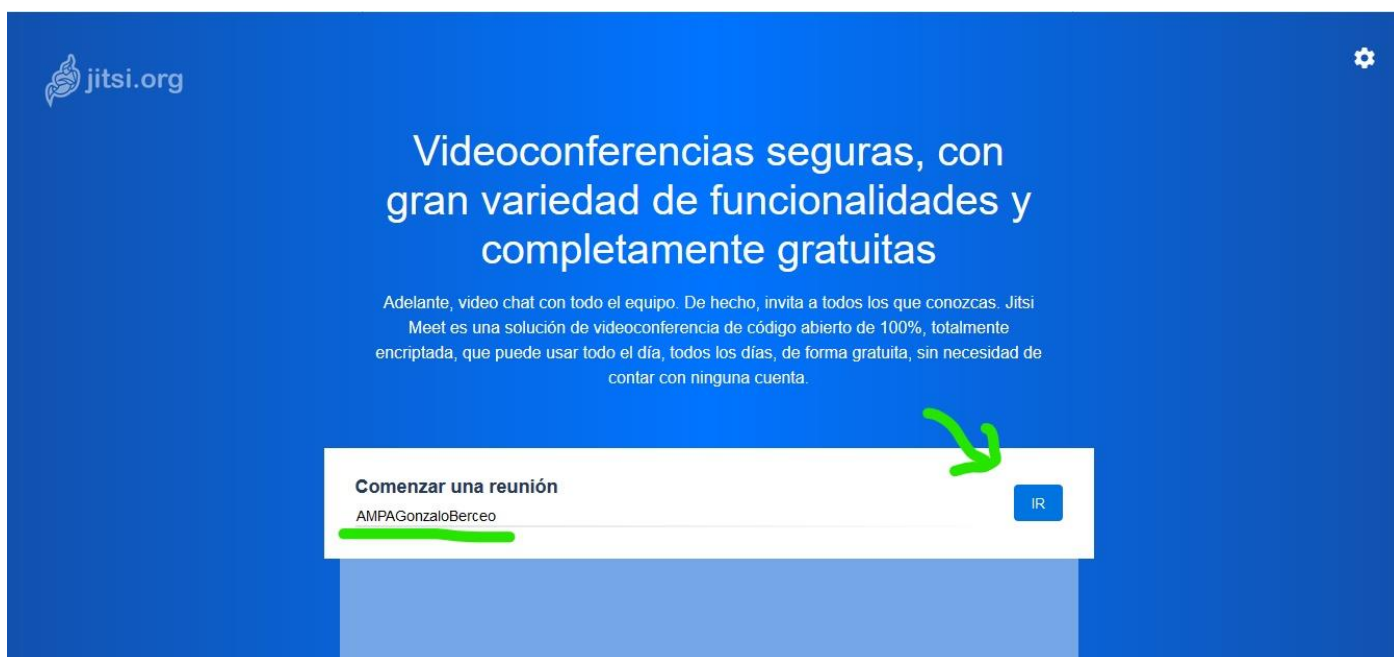 jitsi.org
Videoconferencias seguras, con
gran variedad de funcionalidades y
completamente gratuitas
Adelante, video chat con todo el equipo. De hecho, invita a todos los que conozcas. Jitsi
Meet es una solución de videoconferencia de código abierto de 100%, totalmente
encriptada, que puede usar todo el día, todos los días, de forma gratuita, sin necesidad de
contar con ninguna cuenta.
Comenzar una reunión
AMPAGonzaloBerceo
IR